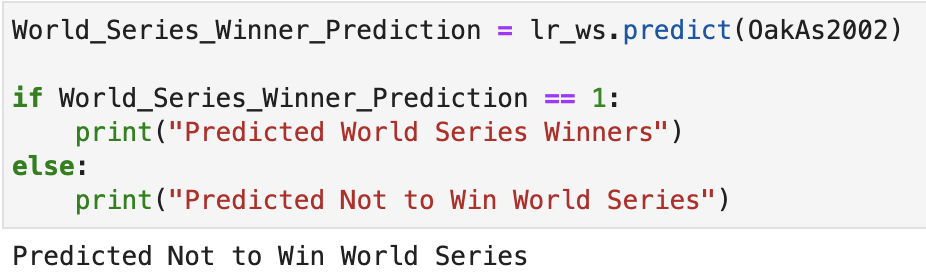 World_Series_Winner_Prediction = lr_ws.predict(OakAs2002)
if World_Series_Winner_Prediction == 1:
    print("Predicted World Series Winners")
else:
    print("Predicted Not to Win World Series")
Predicted Not to Win World Series